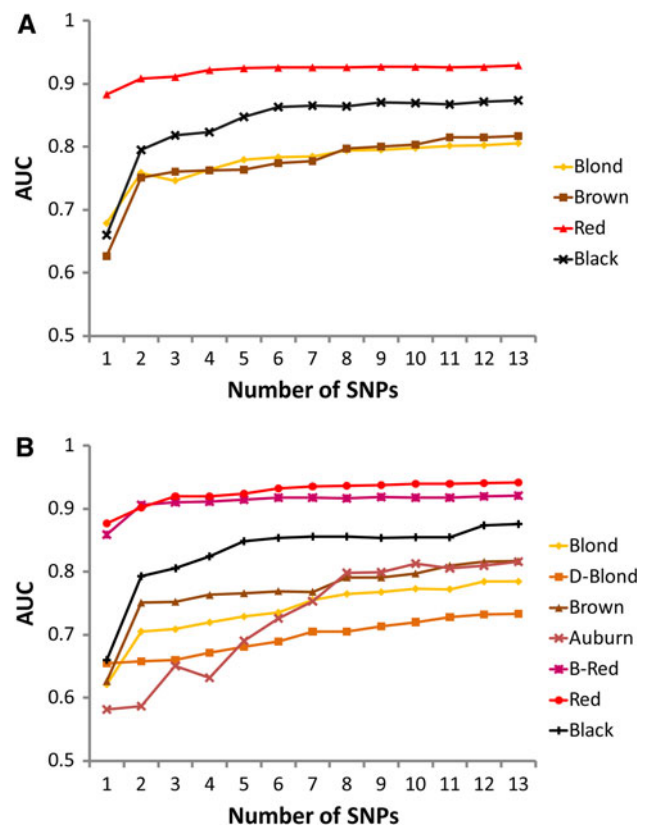 A
1
0.9
0.8
0.7
0.6
0.5
AUC
1 2 3 4 5 6 7 8 9 10 11 12 13
Number of SNPs
Blond
Brown
Red
Black
B
1
0.9
0.8
0.7
0.6
0.5
AUC
1 2 3 4 5 6 7 8 9 10 11 12 13
Number of SNPs
Blond
D-Blond
Brown
Auburn
B-Red
Red
Black